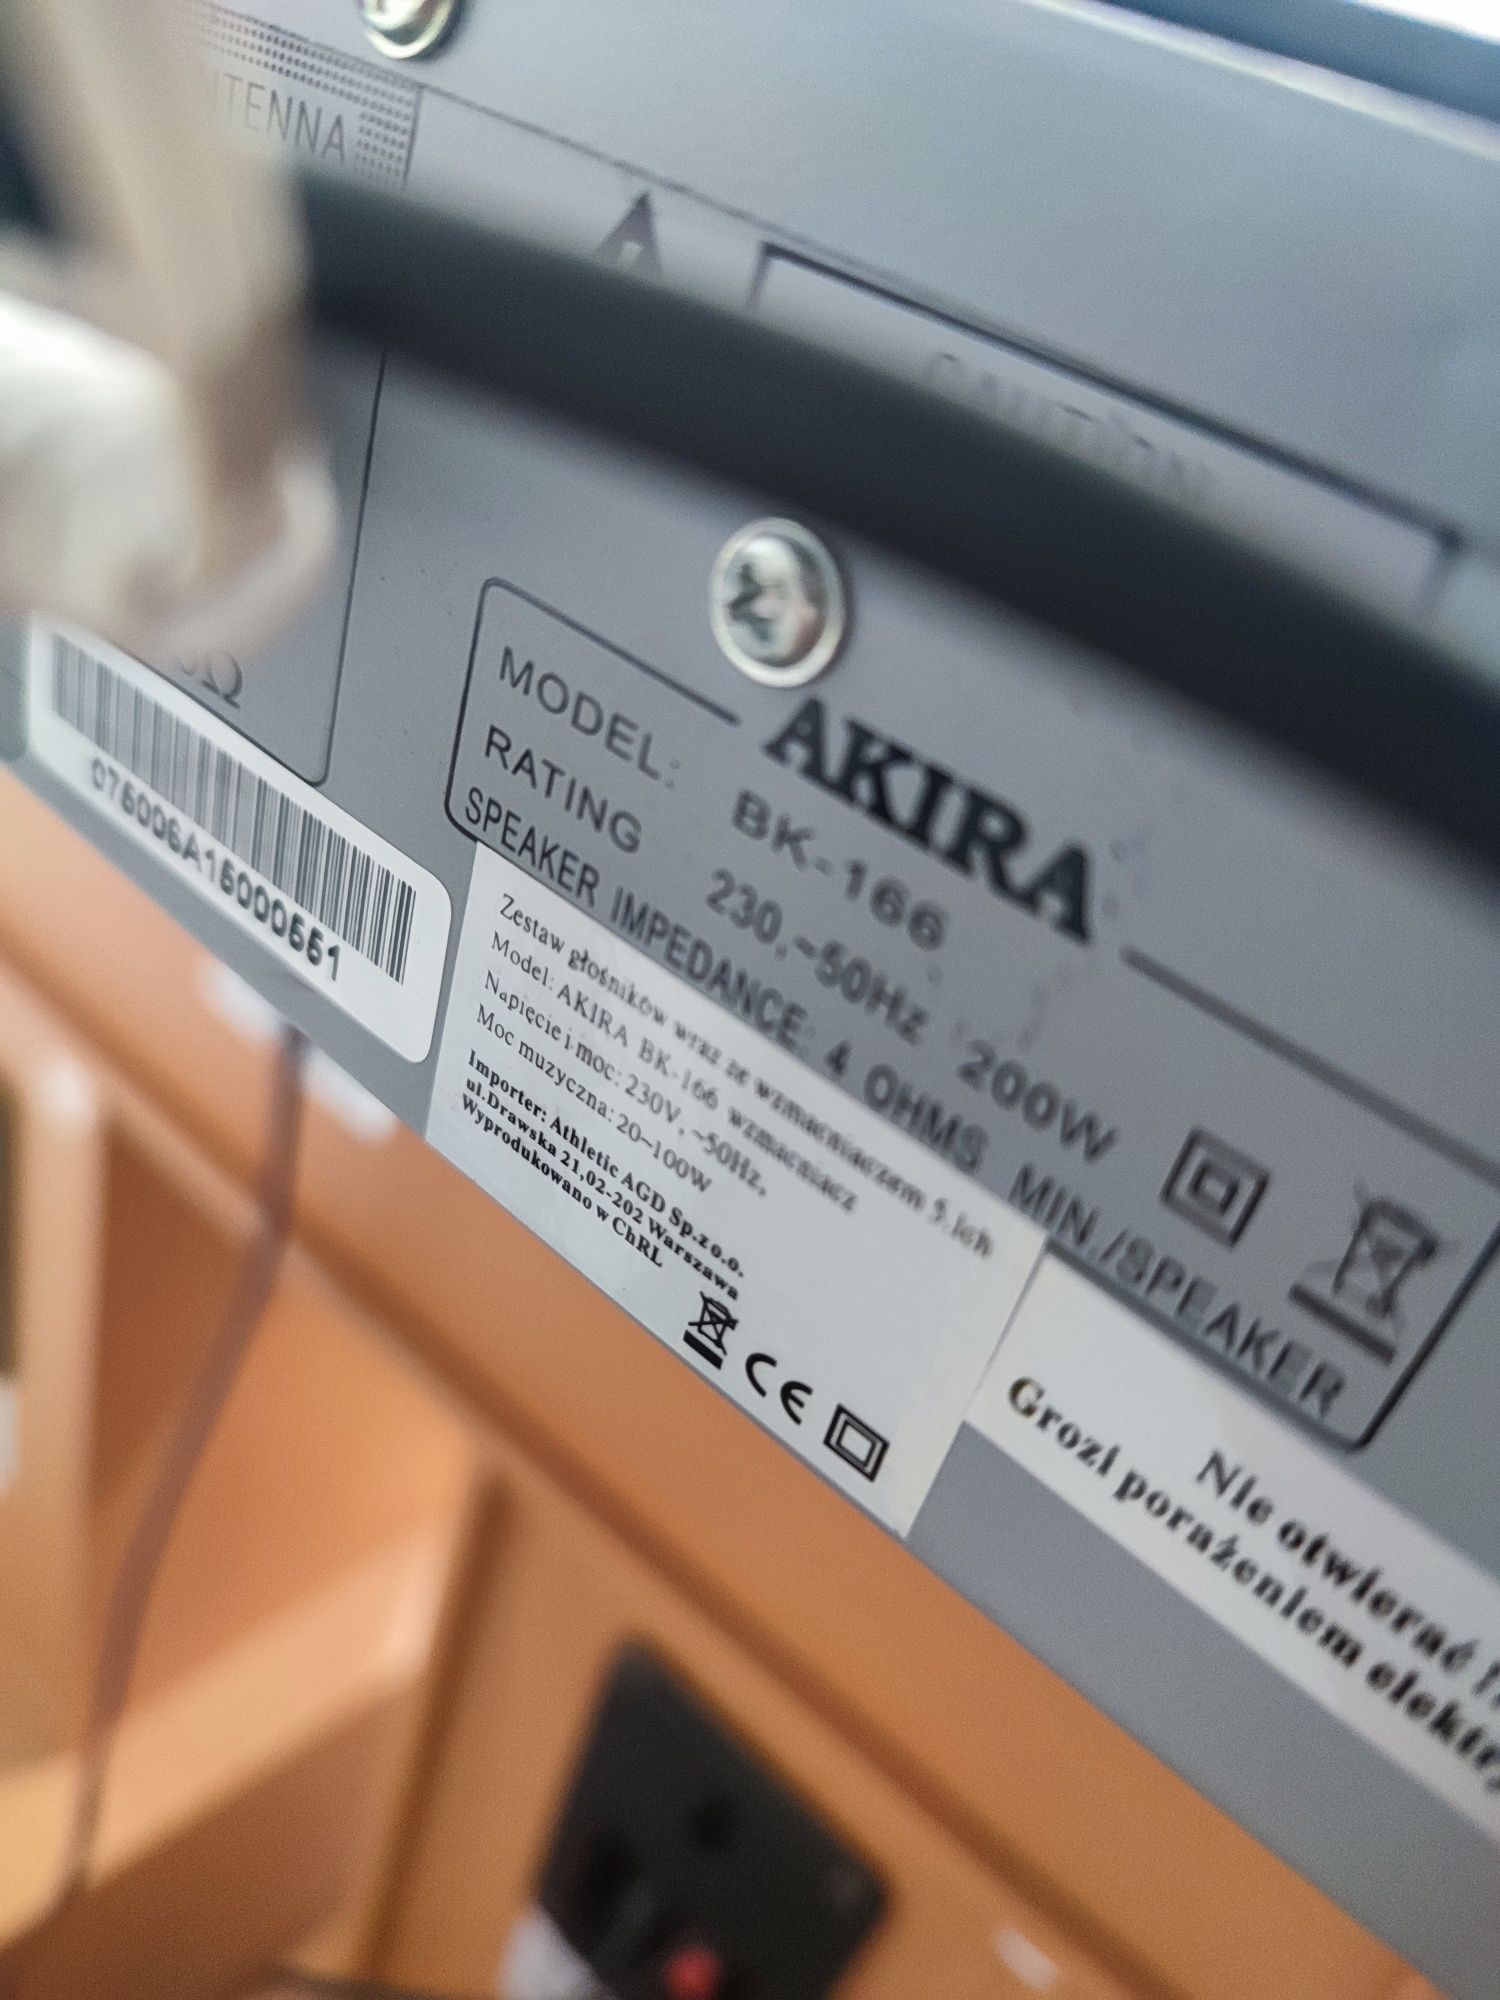 CAUTION
AKIRA
MODEL: BK-166
RATING 230,~50Hz 200W
SPEAKER IMPEDANCE: 4 OHMS MIN./SPEAKER
075006A15000551
Zestaw głośników wraz ze wzmacniaczem 5.1ch
Model: AKIRA BK-166 wzmacniacz
Napięcie i moc: 230V, ~50Hz,
Moc muzyczna: 20~100W
Importer: Athletic AGD Sp.z o.o.
ul.Drawska 21,02-202 Warszawa
Wyprodukowano w ChRL
CE
Nie otwierać
Grozi porażeniem